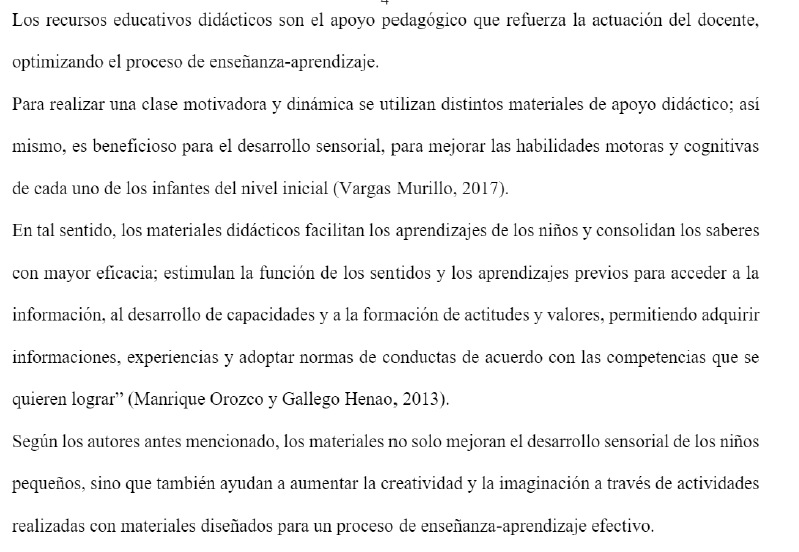 Los recursos educativos didácticos son el apoyo pedagógico que refuerza la actuación del docente,
optimizando el proceso de enseñanza-aprendizaje.
Para realizar una clase motivadora y dinámica se utilizan distintos materiales de apoyo didáctico; así
mismo, es beneficioso para el desarrollo sensorial, para mejorar las habilidades motoras y cognitivas
de cada uno de los infantes del nivel inicial (Vargas Murillo, 2017).
En tal sentido, los materiales didácticos facilitan los aprendizajes de los niños y consolidan los saberes
con mayor eficacia; estimulan la función de los sentidos y los aprendizajes previos para acceder a la
información, al desarrollo de capacidades y a la formación de actitudes y valores, permitiendo adquirir
informaciones, experiencias y adoptar normas de conductas de acuerdo con las competencias que se
quieren lograr” (Manrique Orozco y Gallego Henao, 2013).
Según los autores antes mencionado, los materiales no solo mejoran el desarrollo sensorial de los niños
pequeños, sino que también ayudan a aumentar la creatividad y la imaginación a través de actividades
realizadas con materiales diseñados para un proceso de enseñanza-aprendizaje efectivo.